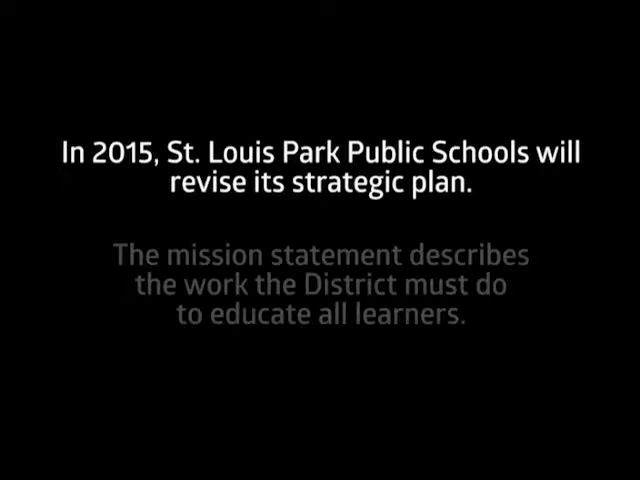 In 2015, St. Louis Park Public Schools will
revise its strategic plan.
The mission statement describes
the work the District must do
to educate all learners.